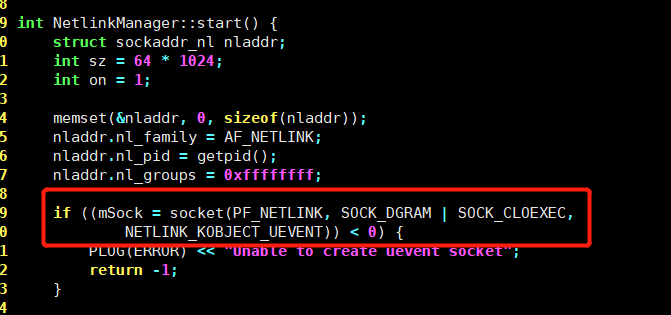 8
9 int NetlinkManager::start() {
0     struct sockaddr_nl nladdr;
1     int sz = 64 * 1024;
2     int on = 1;
3
4     memset(&nladdr, 0, sizeof(nladdr));
5     nladdr.nl_family = AF_NETLINK;
6     nladdr.nl_pid = getpid();
7     nladdr.nl_groups = 0xffffffff;
8
9     if ((mSock = socket(PF_NETLINK, SOCK_DGRAM | SOCK_CLOEXEC,
0             NETLINK_KOBJECT_UEVENT)) < 0) {
1         PLOG(ERROR) << "Unable to create uevent socket";
2         return -1;
3     }
4